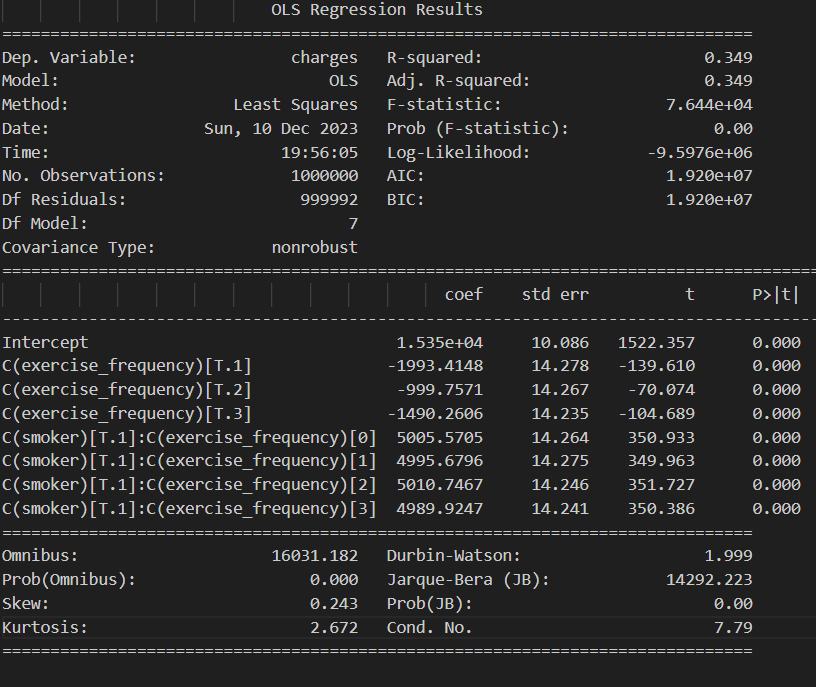 OLS Regression Results
==============================================================================
Dep. Variable: charges R-squared: 0.349
Model: OLS Adj. R-squared: 0.349
Method: Least Squares F-statistic: 7.644e+04
Date: Sun, 10 Dec 2023 Prob (F-statistic): 0.00
Time: 19:56:05 Log-Likelihood: -9.5976e+06
No. Observations: 1000000 AIC: 1.920e+07
Df Residuals: 999992 BIC: 1.920e+07
Df Model: 7
Covariance Type: nonrobust
=====================================================================================
coef std err t P>|t|
-------------------------------------------------------------------------------------
Intercept 1.535e+04 10.086 1522.357 0.000
C(exercise_frequency)[T.1] -1993.4148 14.278 -139.610 0.000
C(exercise_frequency)[T.2] -999.7571 14.267 -70.074 0.000
C(exercise_frequency)[T.3] -1490.2606 14.235 -104.689 0.000
C(smoker)[T.1]:C(exercise_frequency)[0] 5005.5705 14.264 350.933 0.000
C(smoker)[T.1]:C(exercise_frequency)[1] 4995.6796 14.275 349.963 0.000
C(smoker)[T.1]:C(exercise_frequency)[2] 5010.7467 14.246 351.727 0.000
C(smoker)[T.1]:C(exercise_frequency)[3] 4989.9247 14.241 350.386 0.000
==============================================================================
Omnibus: 16031.182 Durbin-Watson: 1.999
Prob(Omnibus): 0.000 Jarque-Bera (JB): 14292.223
Skew: 0.243 Prob(JB): 0.00
Kurtosis: 2.672 Cond. No. 7.79
==============================================================================